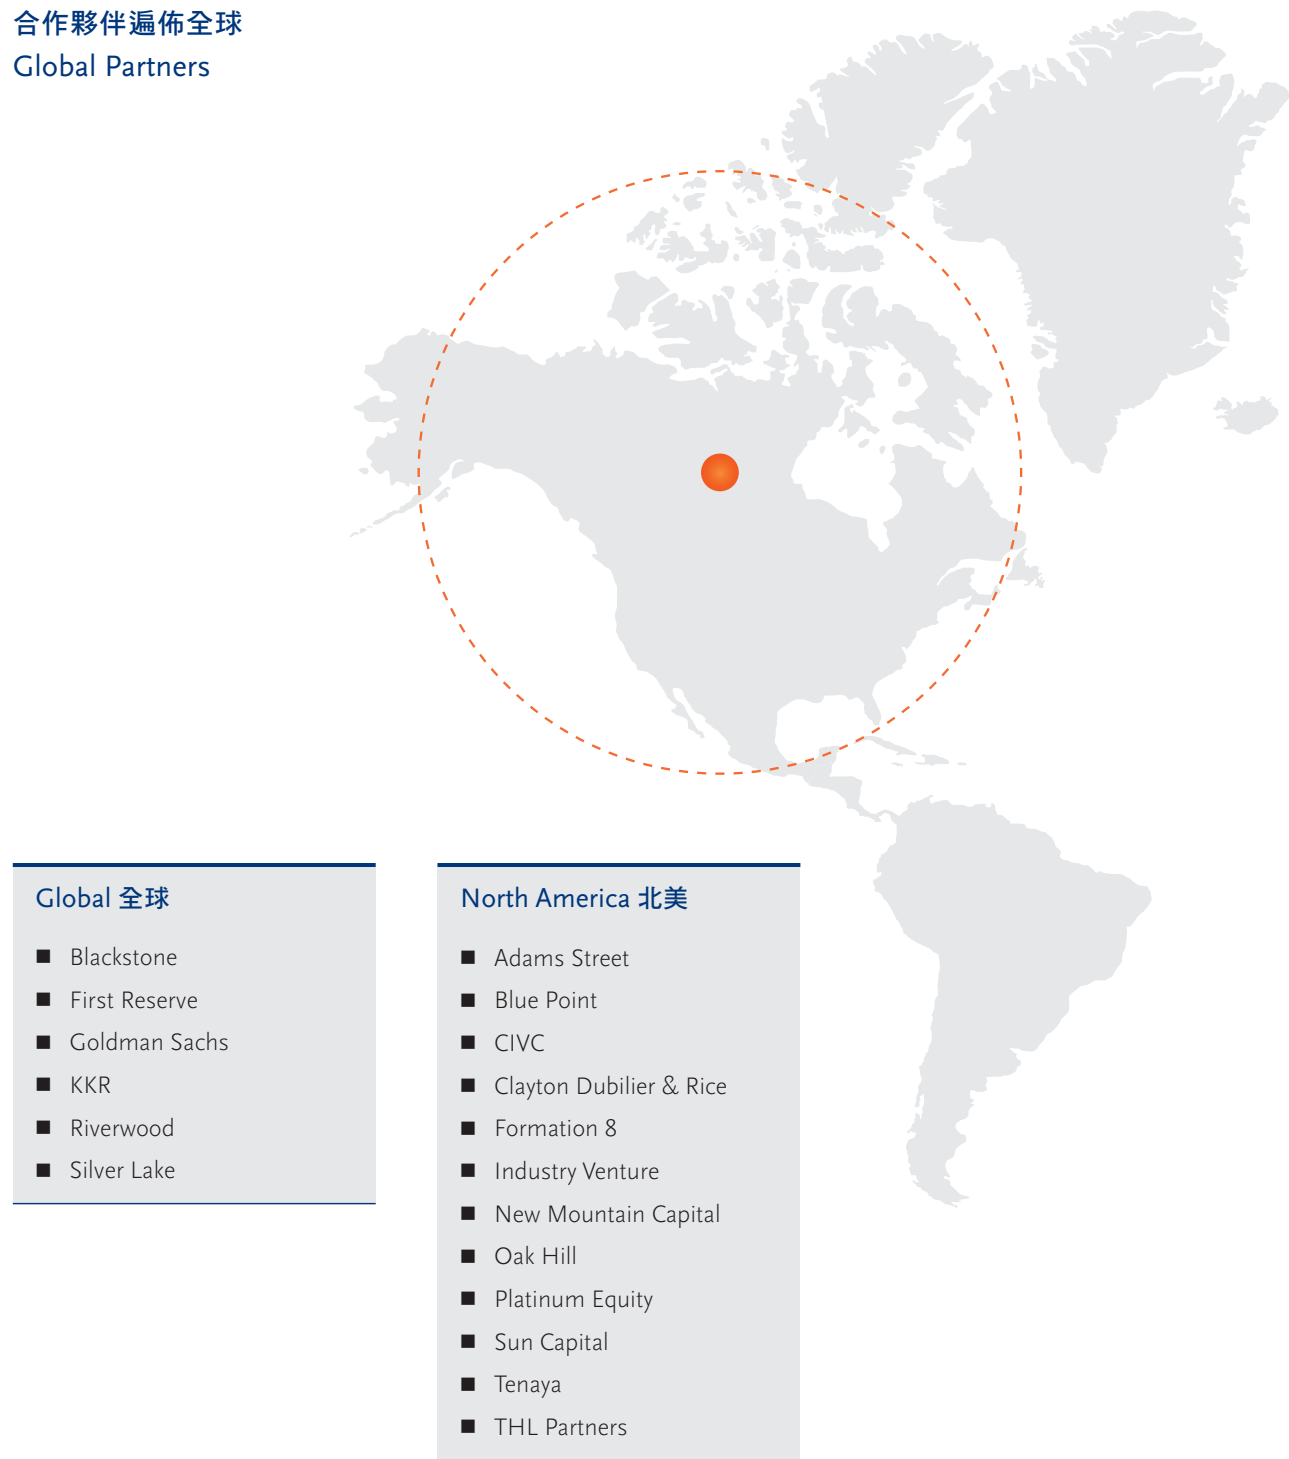 合作夥伴遍佈全球
Global Partners
Global 全球
■ Blackstone
■ First Reserve
■ Goldman Sachs
■ KKR
■ Riverwood
■ Silver Lake
North America 北美
■ Adams Street
■ Blue Point
■ CIVC
■ Clayton Dubilier & Rice
■ Formation 8
■ Industry Venture
■ New Mountain Capital
■ Oak Hill
■ Platinum Equity
■ Sun Capital
■ Tenaya
■ THL Partners